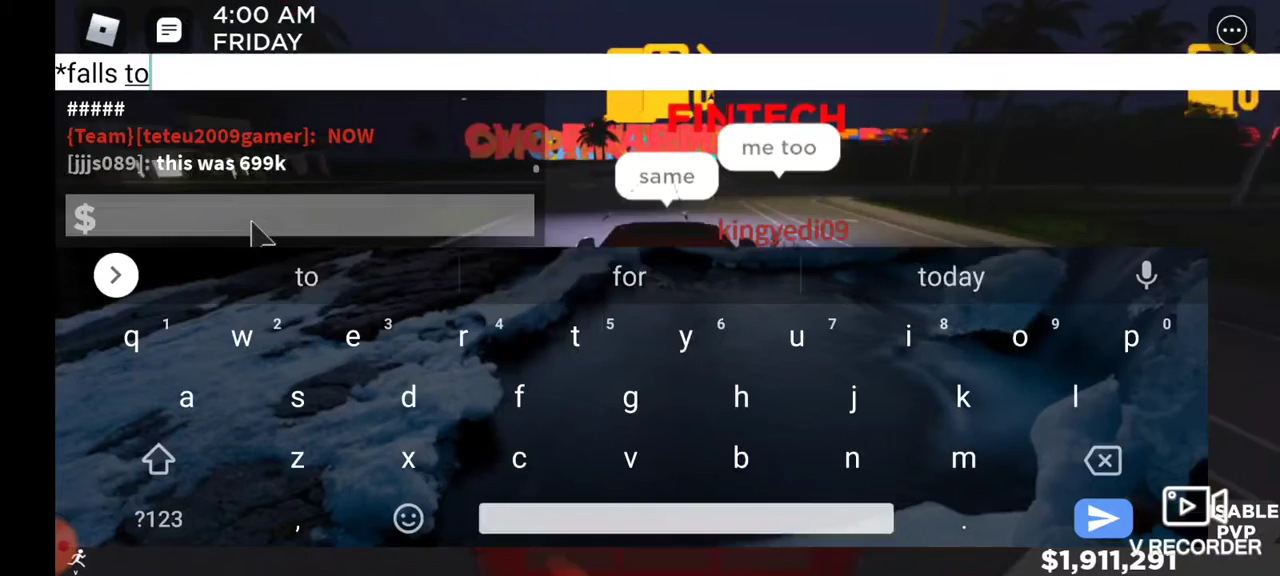 4:00 AM
FRIDAY
*falls to
#####
{Team}[teteu2009gamer]: NOW
[jjjs089]: this was 699k
$
FINTECH
me too
same
kingyedi09
to for today
1 2 3 4 5 6 7 8 9 0
q w e r t y u i o p
a s d f g h j k l
z x c v b n m
?123 , .
SABLE
PVP
V RECORDER
$1,911,291